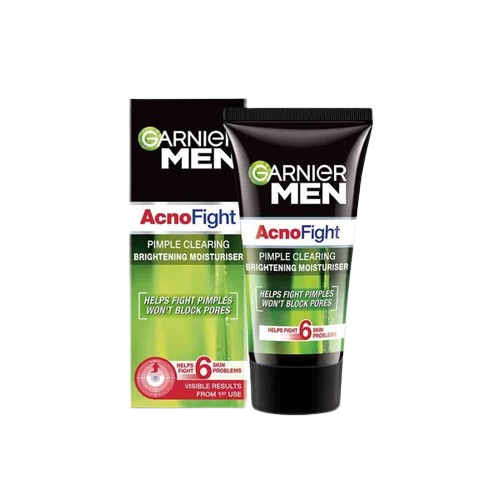 GARNIER
MEN
AcnoFight
PIMPLE CLEARING
BRIGHTENING MOISTURISER
HELPS FIGHT PIMPLES
WON'T BLOCK PORES
HELPS FIGHT 6 SKIN PROBLEMS
VISIBLE RESULTS
FROM 1ST USE
GARNIER
MEN
AcnoFight
PIMPLE CLEARING
BRIGHTENING MOISTURISER
HELPS FIGHT PIMPLES
WON'T BLOCK PORES
HELPS FIGHT 6 SKIN PROBLEMS